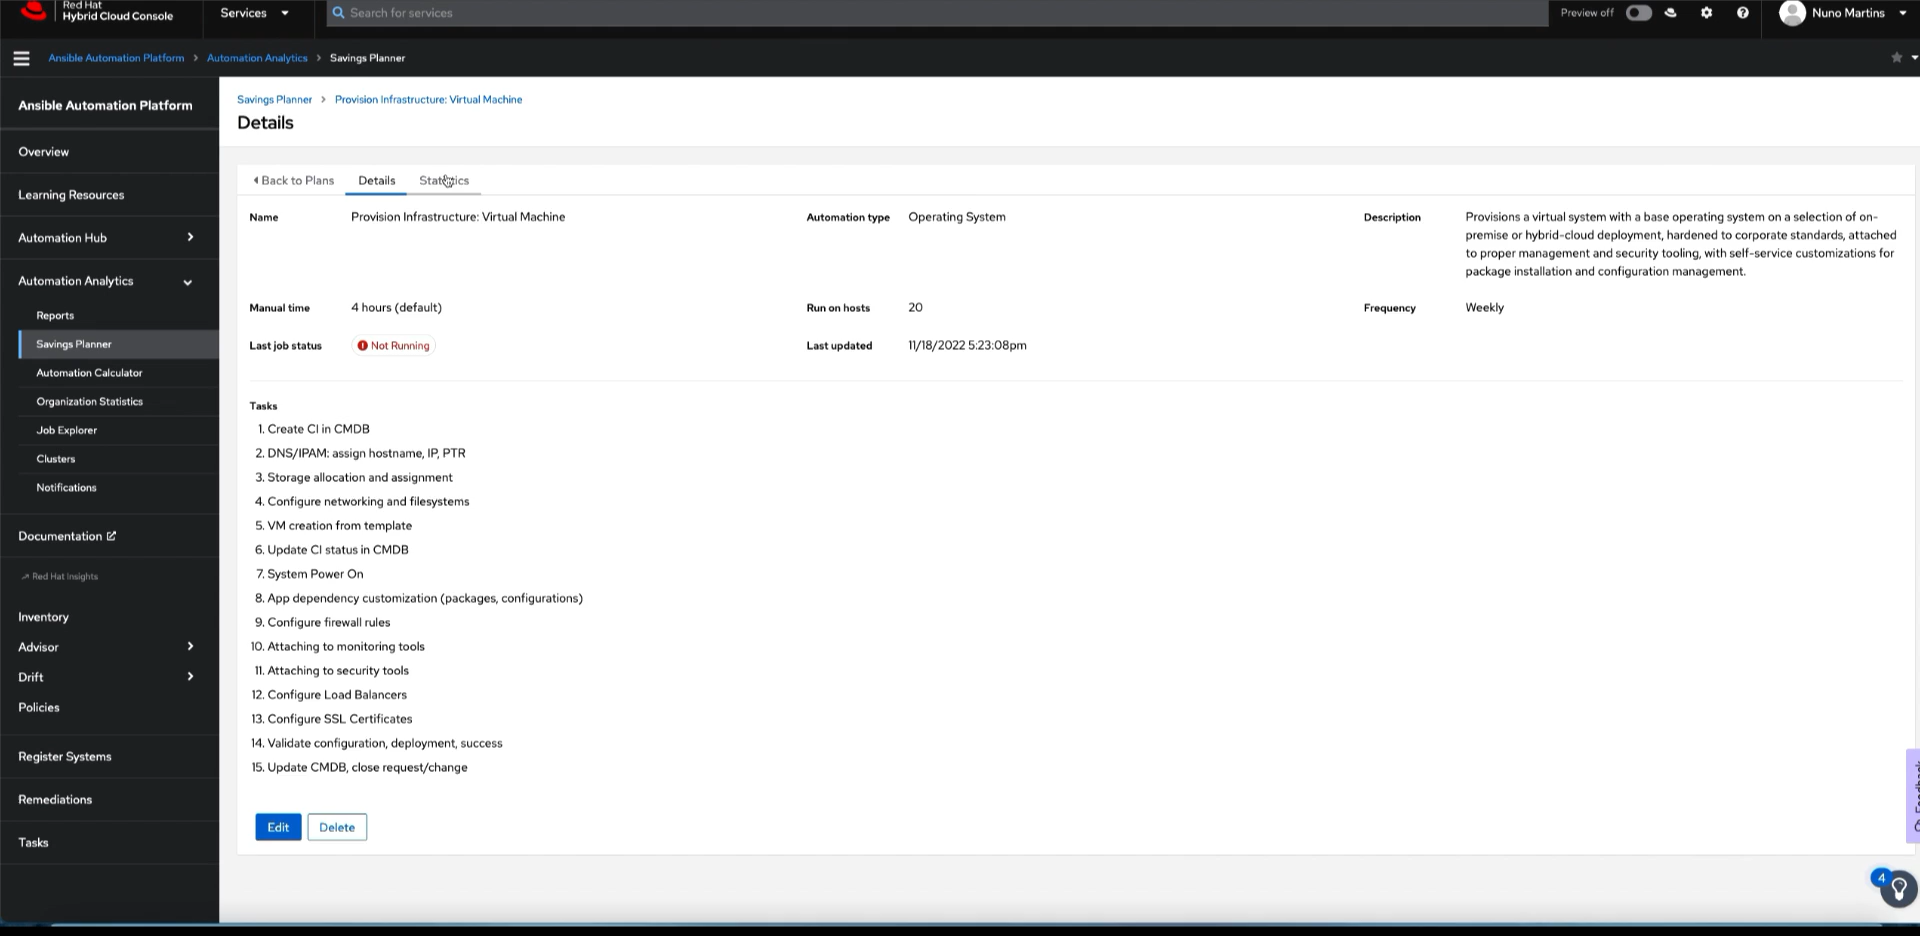 Red Hat
Hybrid Cloud Console
Services
Search for services
Preview off
Nuno Martins
Ansible Automation Platform > Automation Analytics > Savings Planner
Ansible Automation Platform
Overview
Learning Resources
Automation Hub
Automation Analytics
Reports
Savings Planner
Automation Calculator
Organization Statistics
Job Explorer
Clusters
Notifications
Documentation
Red Hat Insights
Inventory
Advisor
Drift
Policies
Register Systems
Remediations
Tasks
Savings Planner > Provision Infrastructure: Virtual Machine
Details
Back to Plans
Details
Statistics
Name
Provision Infrastructure: Virtual Machine
Automation type
Operating System
Description
Provisions a virtual system with a base operating system on a selection of on-
premise or hybrid-cloud deployment, hardened to corporate standards, attached
to proper management and security tooling, with self-service customizations for
package installation and configuration management.
Manual time
4 hours (default)
Run on hosts
20
Frequency
Weekly
Last job status
Not Running
Last updated
11/18/2022 5:23:08pm
Tasks
1. Create CI in CMDB
2. DNS/IPAM: assign hostname, IP, PTR
3. Storage allocation and assignment
4. Configure networking and filesystems
5. VM creation from template
6. Update CI status in CMDB
7. System Power On
8. App dependency customization (packages, configurations)
9. Configure firewall rules
10. Attaching to monitoring tools
11. Attaching to security tools
12. Configure Load Balancers
13. Configure SSL Certificates
14. Validate configuration, deployment, success
15. Update CMDB, close request/change
Edit
Delete
4